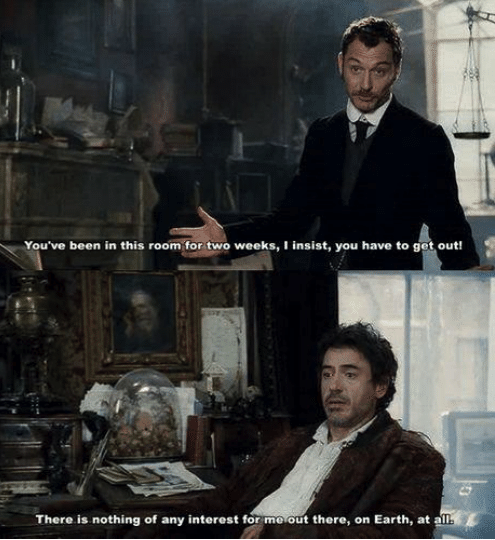 You've been in this room for two weeks, I insist, you have to get out!
There is nothing of any interest for me out there, on Earth, at all.